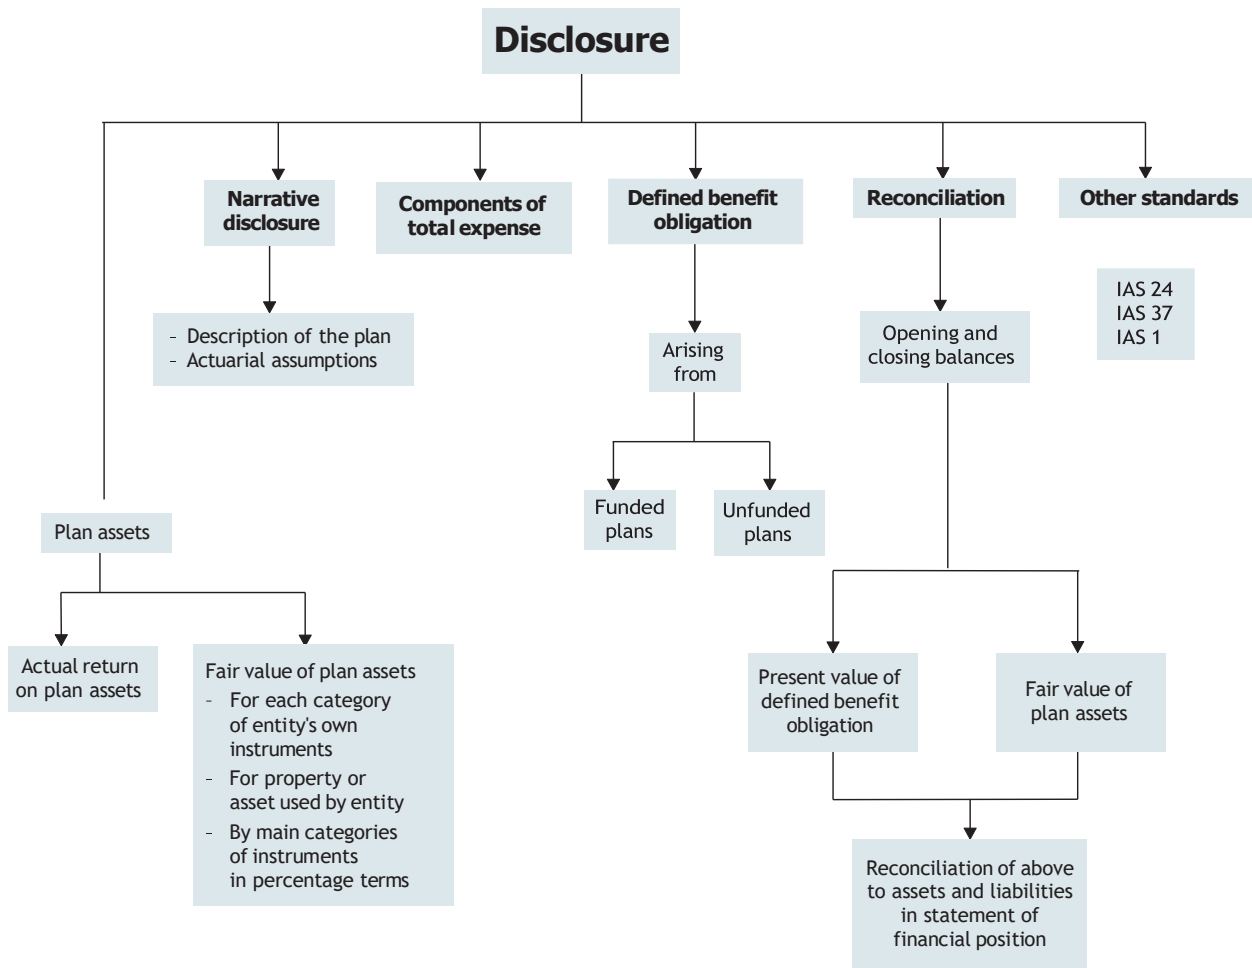 Disclosure
Narrative
disclosure
Components of
total expense
Defined benefit
obligation
Reconciliation
Other standards
- Description of the plan
- Actuarial assumptions
Arising
from
Opening and
closing balances
IAS 24
IAS 37
IAS 1
Funded
plans
Unfunded
plans
Plan assets
Actual return
on plan assets
Fair value of plan assets
- For each category
of entity's own
instruments
- For property or
asset used by entity
- By main categories
of instruments
in percentage terms
Present value of
defined benefit
obligation
Fair value of
plan assets
Reconciliation of above
to assets and liabilities
in statement of
financial position